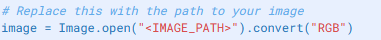 # Replace this with the path to your image
image = Image.open("<IMAGE_PATH>").convert("RGB")